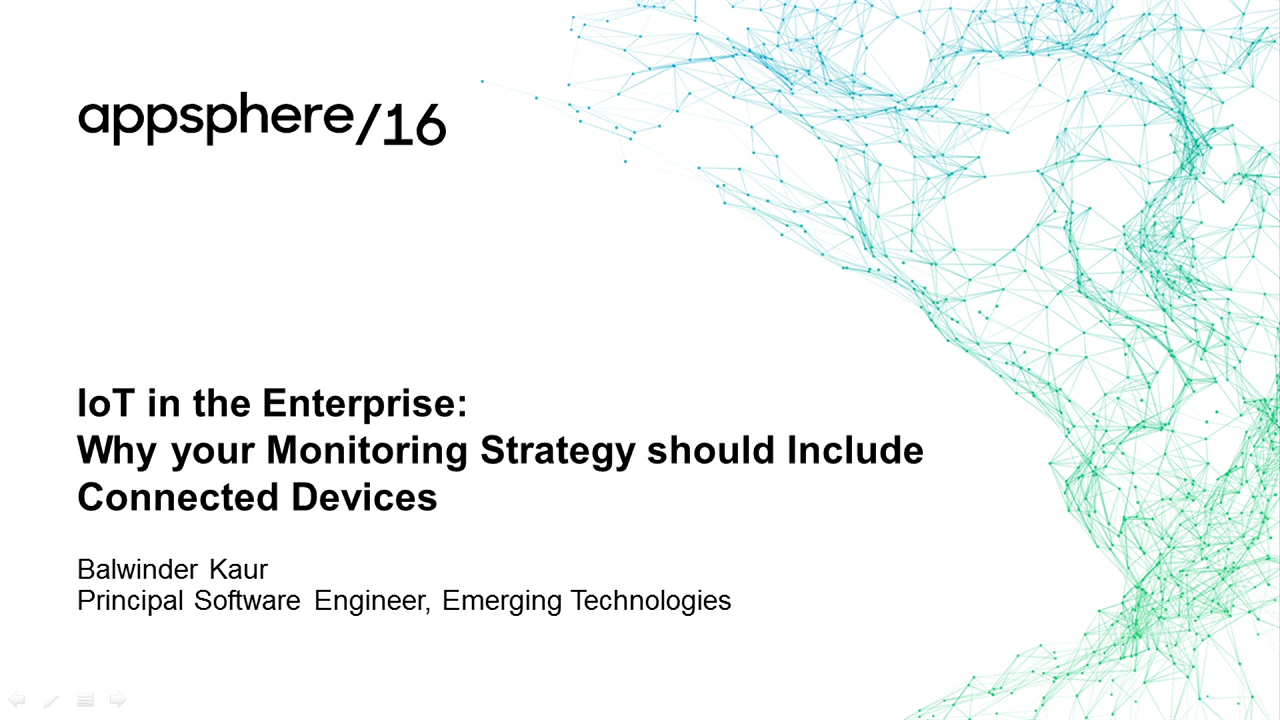 appsphere/16
IoT in the Enterprise:
Why your Monitoring Strategy should Include
Connected Devices
Balwinder Kaur
Principal Software Engineer, Emerging Technologies